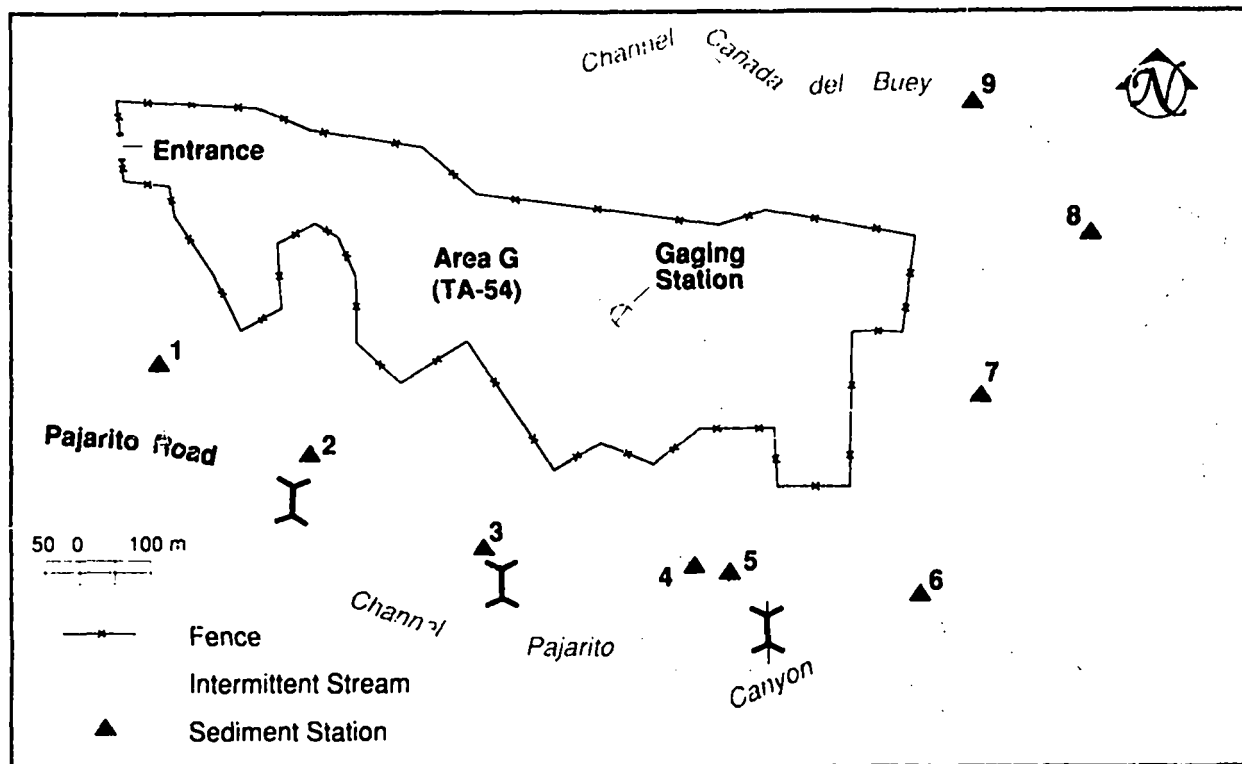 Channel Cañada del Buey
N
9
Entrance
8
Area G
(TA-54)
Gaging
Station
1
7
Pajarito Road
2
50 0 100 m
3
4
5
6
Channel Pajarito Canyon
Fence
Intermittent Stream
Sediment Station